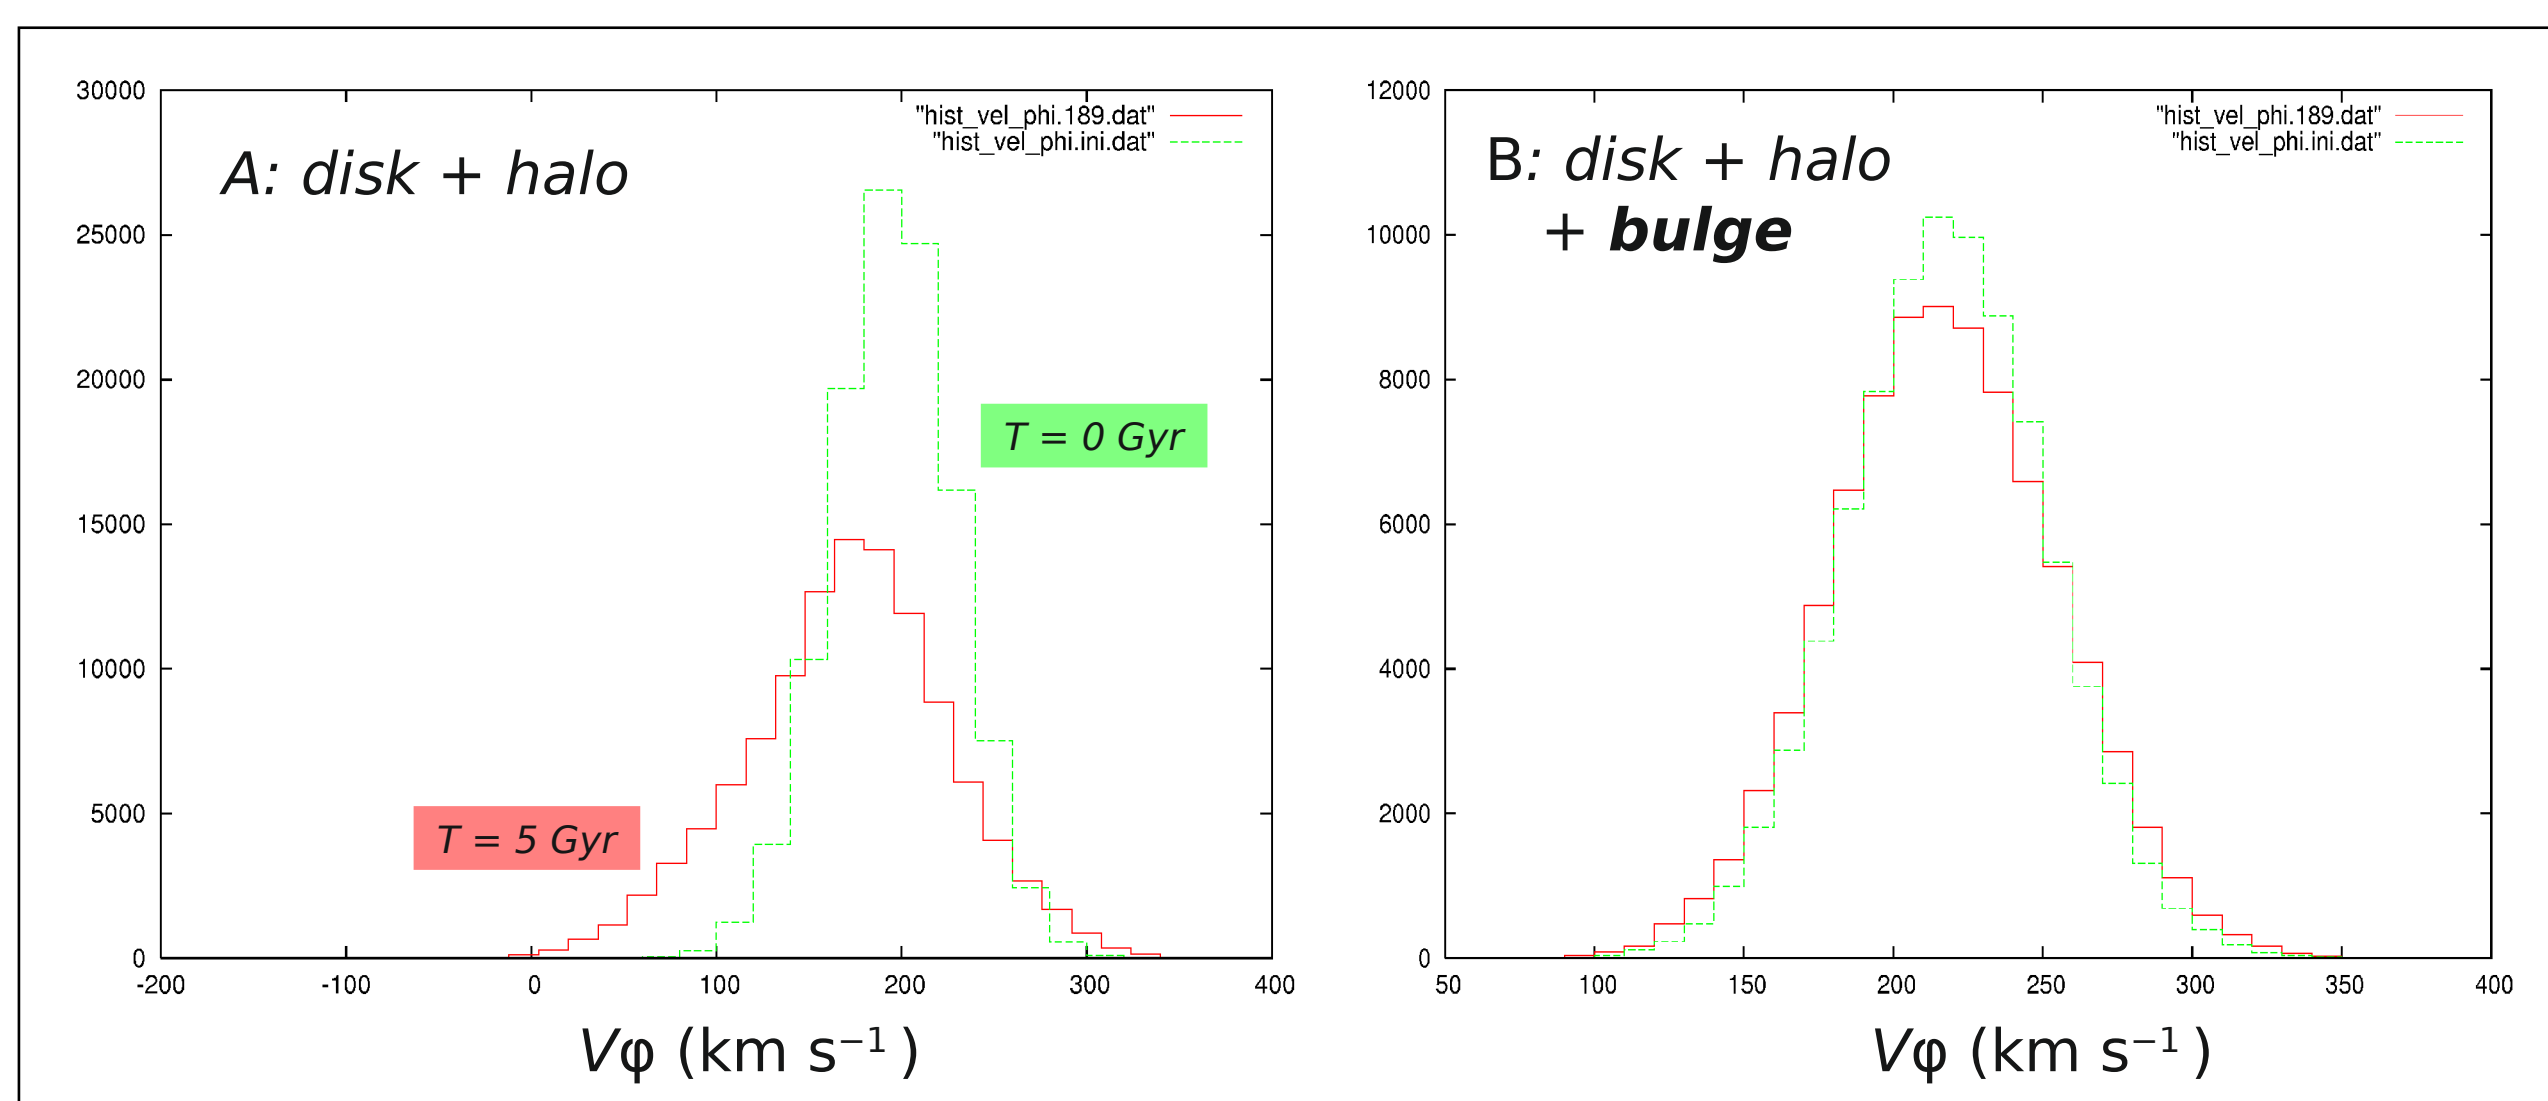 30000
25000
20000
15000
10000
5000
0
-200
-100
0
100
200
300
400
"hist_vel_phi.189.dat"
"hist_vel_phi.ini.dat"
A: disk + halo
T = 0 Gyr
T = 5 Gyr
Vφ (km s⁻¹ )
12000
10000
8000
6000
4000
2000
0
50
100
150
200
250
300
350
400
"hist_vel_phi.189.dat"
"hist_vel_phi.ini.dat"
B: disk + halo
+ bulge
Vφ (km s⁻¹ )